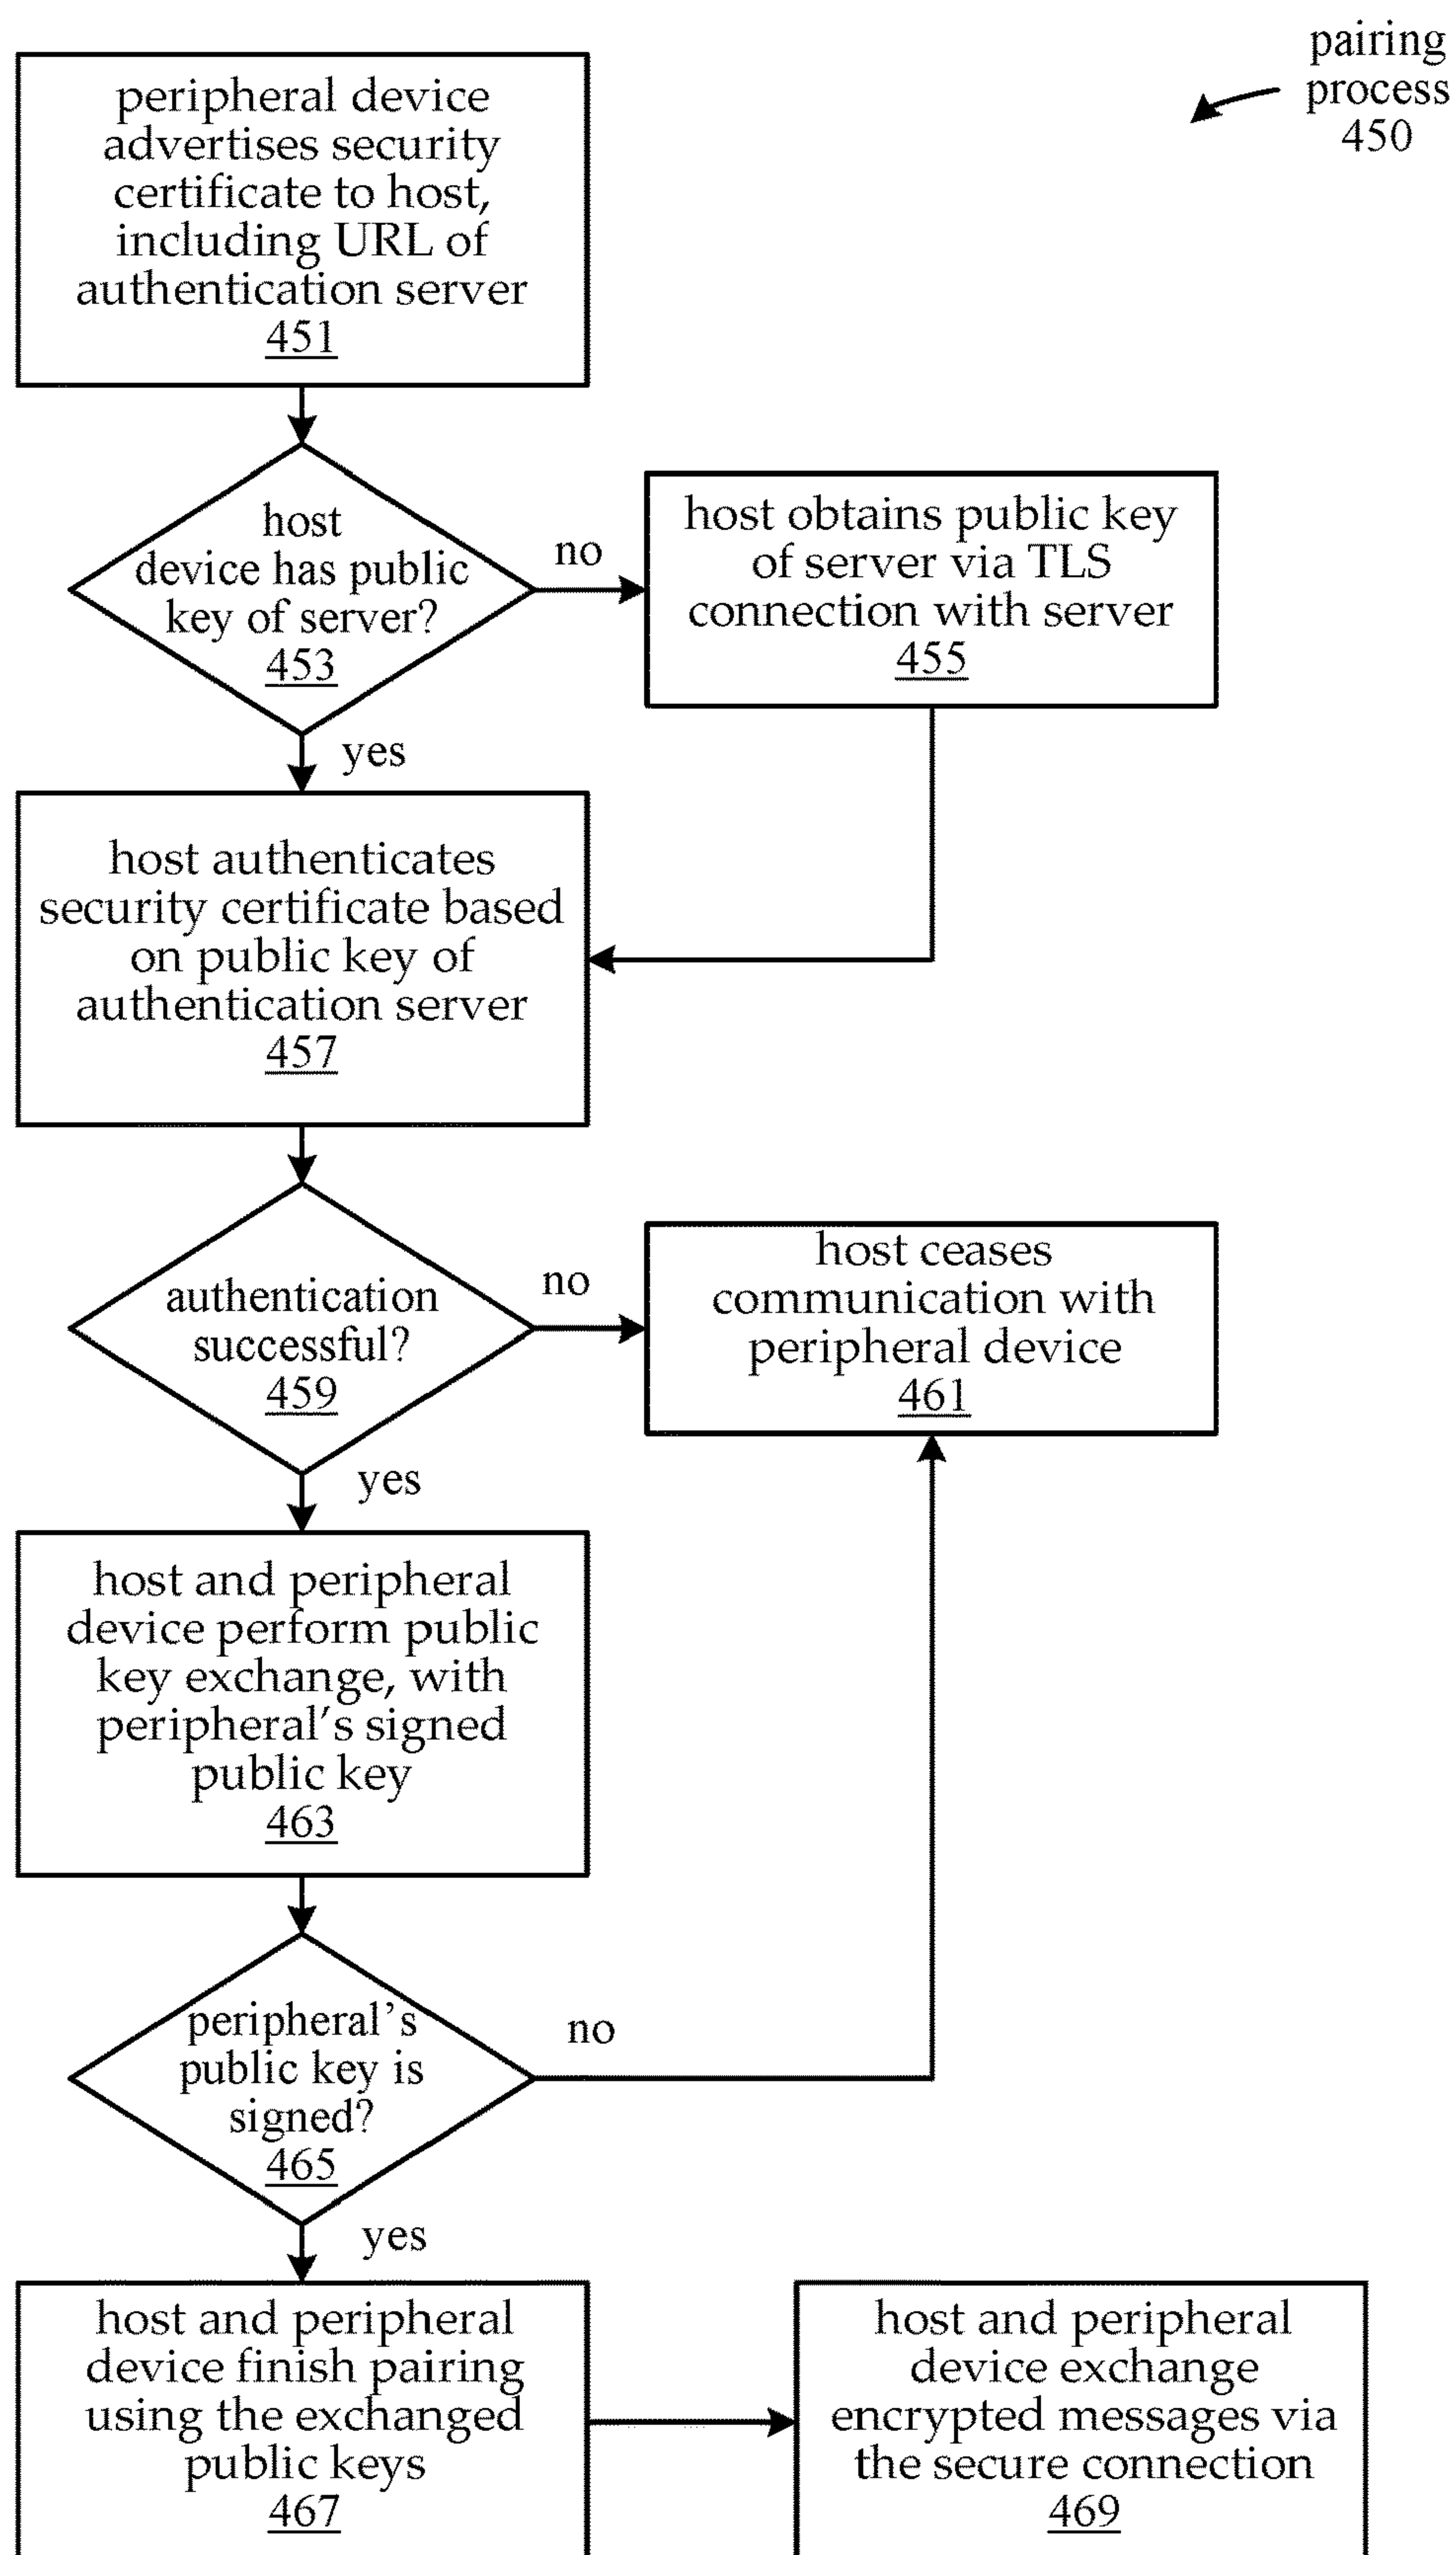 pairing
process
450
peripheral device
advertises security
certificate to host,
including URL of
authentication server
451
host
device has public
key of server?
453
no
host obtains public key
of server via TLS
connection with server
455
yes
host authenticates
security certificate based
on public key of
authentication server
457
authentication
successful?
459
no
host ceases
communication with
peripheral device
461
yes
host and peripheral
device perform public
key exchange, with
peripheral's signed
public key
463
peripheral's
public key is
signed?
465
no
yes
host and peripheral
device finish pairing
using the exchanged
public keys
467
host and peripheral
device exchange
encrypted messages via
the secure connection
469